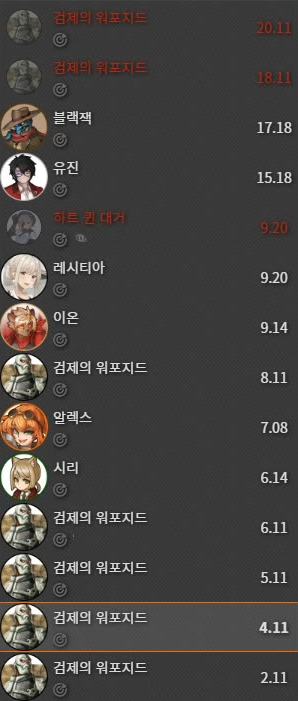 검제의 워포지드
20.11
검제의 워포지드
18.11
블랙잭
17.18
유진
15.18
하트 퀸 대거
9.20
레시티아
9.20
이온
9.14
검제의 워포지드
8.11
알렉스
7.08
시리
6.14
검제의 워포지드
6.11
검제의 워포지드
5.11
검제의 워포지드
4.11
검제의 워포지드
2.11